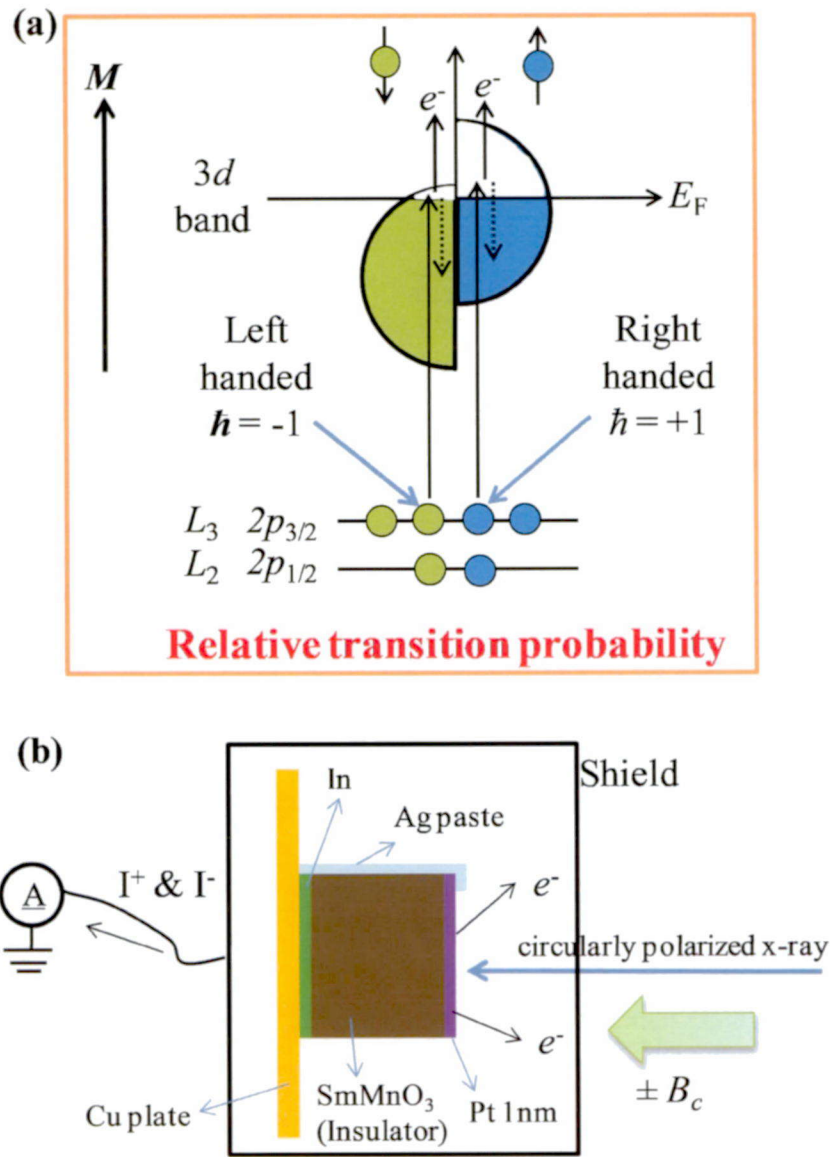 (a)
M
e-
e-
3d
band
E_F
Left
handed
ħ = -1
Right
handed
ħ = +1
L3 2p3/2
L2 2p1/2
Relative transition probability
(b)
Shield
In
Ag paste
A
I+ & I-
e-
circularly polarized x-ray
e-
± Bc
Cu plate
SmMnO3
(Insulator)
Pt 1nm